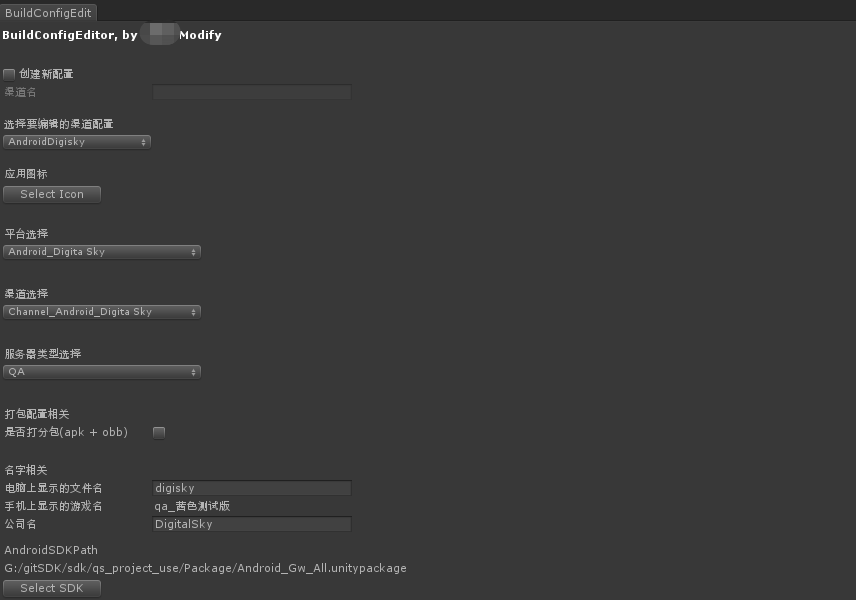 BuildConfigEdit
BuildConfigEditor, by Modify
创建新配置
渠道名
选择要编辑的渠道配置
AndroidDigisky
应用图标
Select Icon
平台选择
Android_Digita Sky
渠道选择
Channel_Android_Digita Sky
服务器类型选择
QA
打包配置相关
是否打分包(apk + obb)
名字相关
电脑上显示的文件名 digisky
手机上显示的游戏名 qa_茜色测试版
公司名 DigitalSky
AndroidSDKPath
G:/gitSDK/sdk/qs_project_use/Package/Android_Gw_All.unitypackage
Select SDK